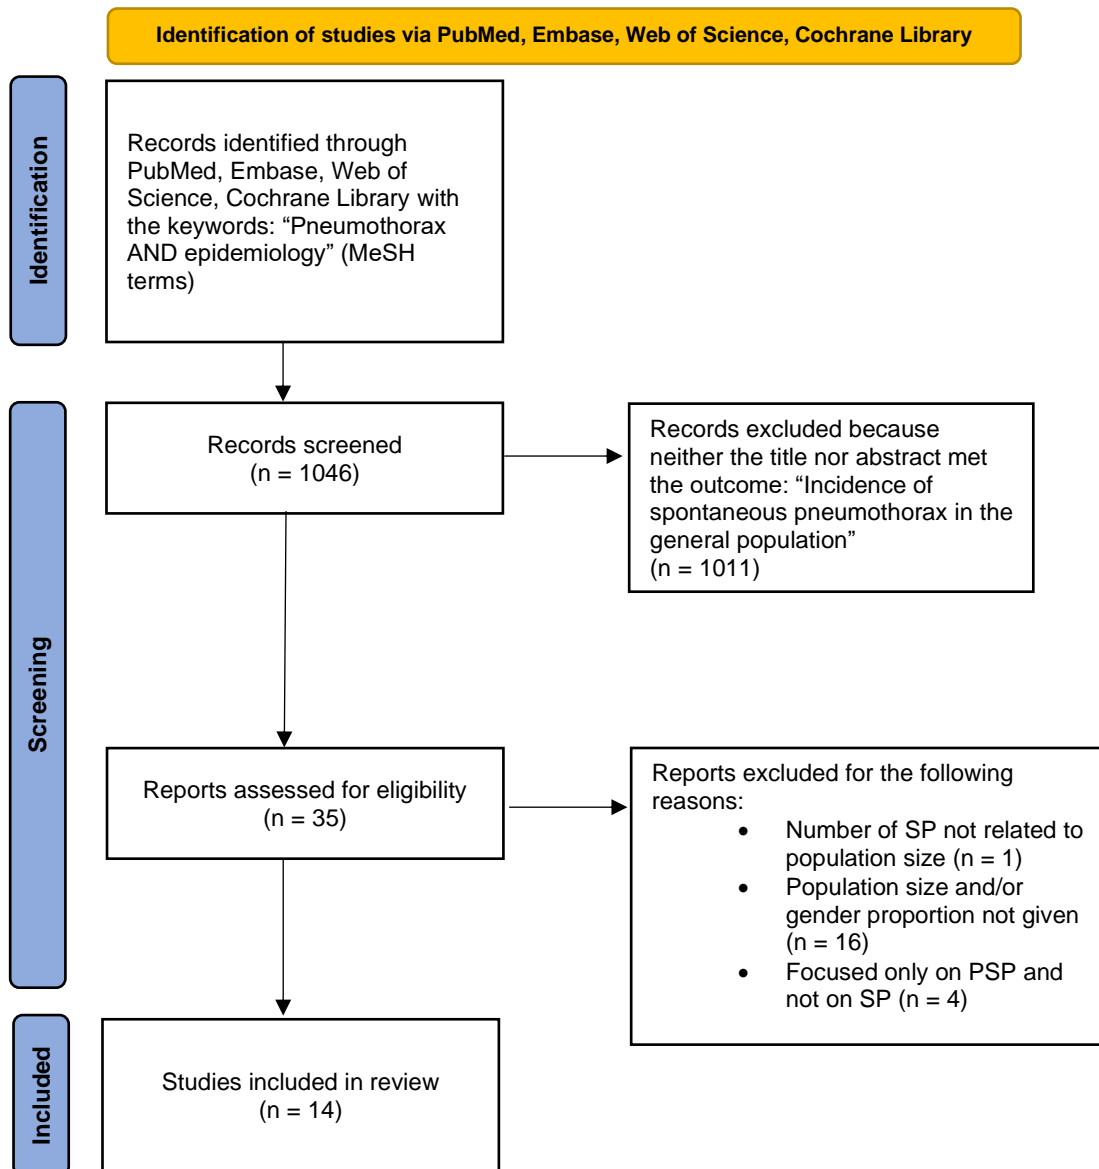 Identification of studies via PubMed, Embase, Web of Science, Cochrane Library
Identification
Records identified through
PubMed, Embase, Web of
Science, Cochrane Library with
the keywords: “Pneumothorax
AND epidemiology” (MeSH
terms)
Screening
Records screened
(n = 1046)
Records excluded because
neither the title nor abstract met
the outcome: “Incidence of
spontaneous pneumothorax in the
general population”
(n = 1011)
Reports assessed for eligibility
(n = 35)
Reports excluded for the following
reasons:
• Number of SP not related to
population size (n = 1)
• Population size and/or
gender proportion not given
(n = 16)
• Focused only on PSP and
not on SP (n = 4)
Included
Studies included in review
(n = 14)